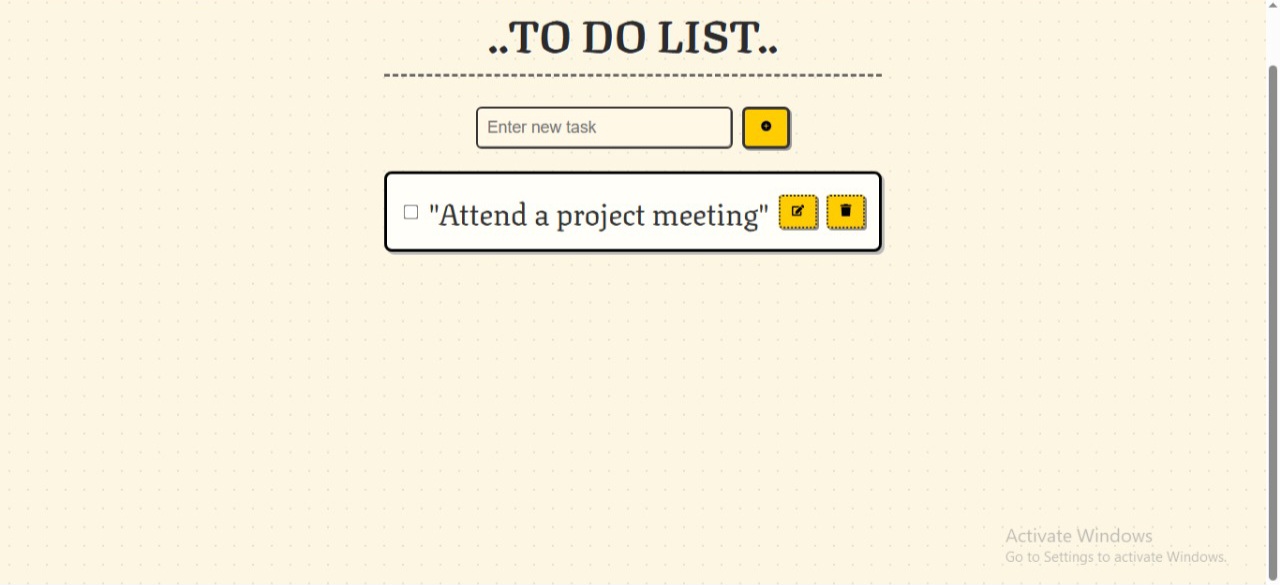 ..TO DO LIST..
Enter new task
"Attend a project meeting"
Activate Windows
Go to Settings to activate Windows.